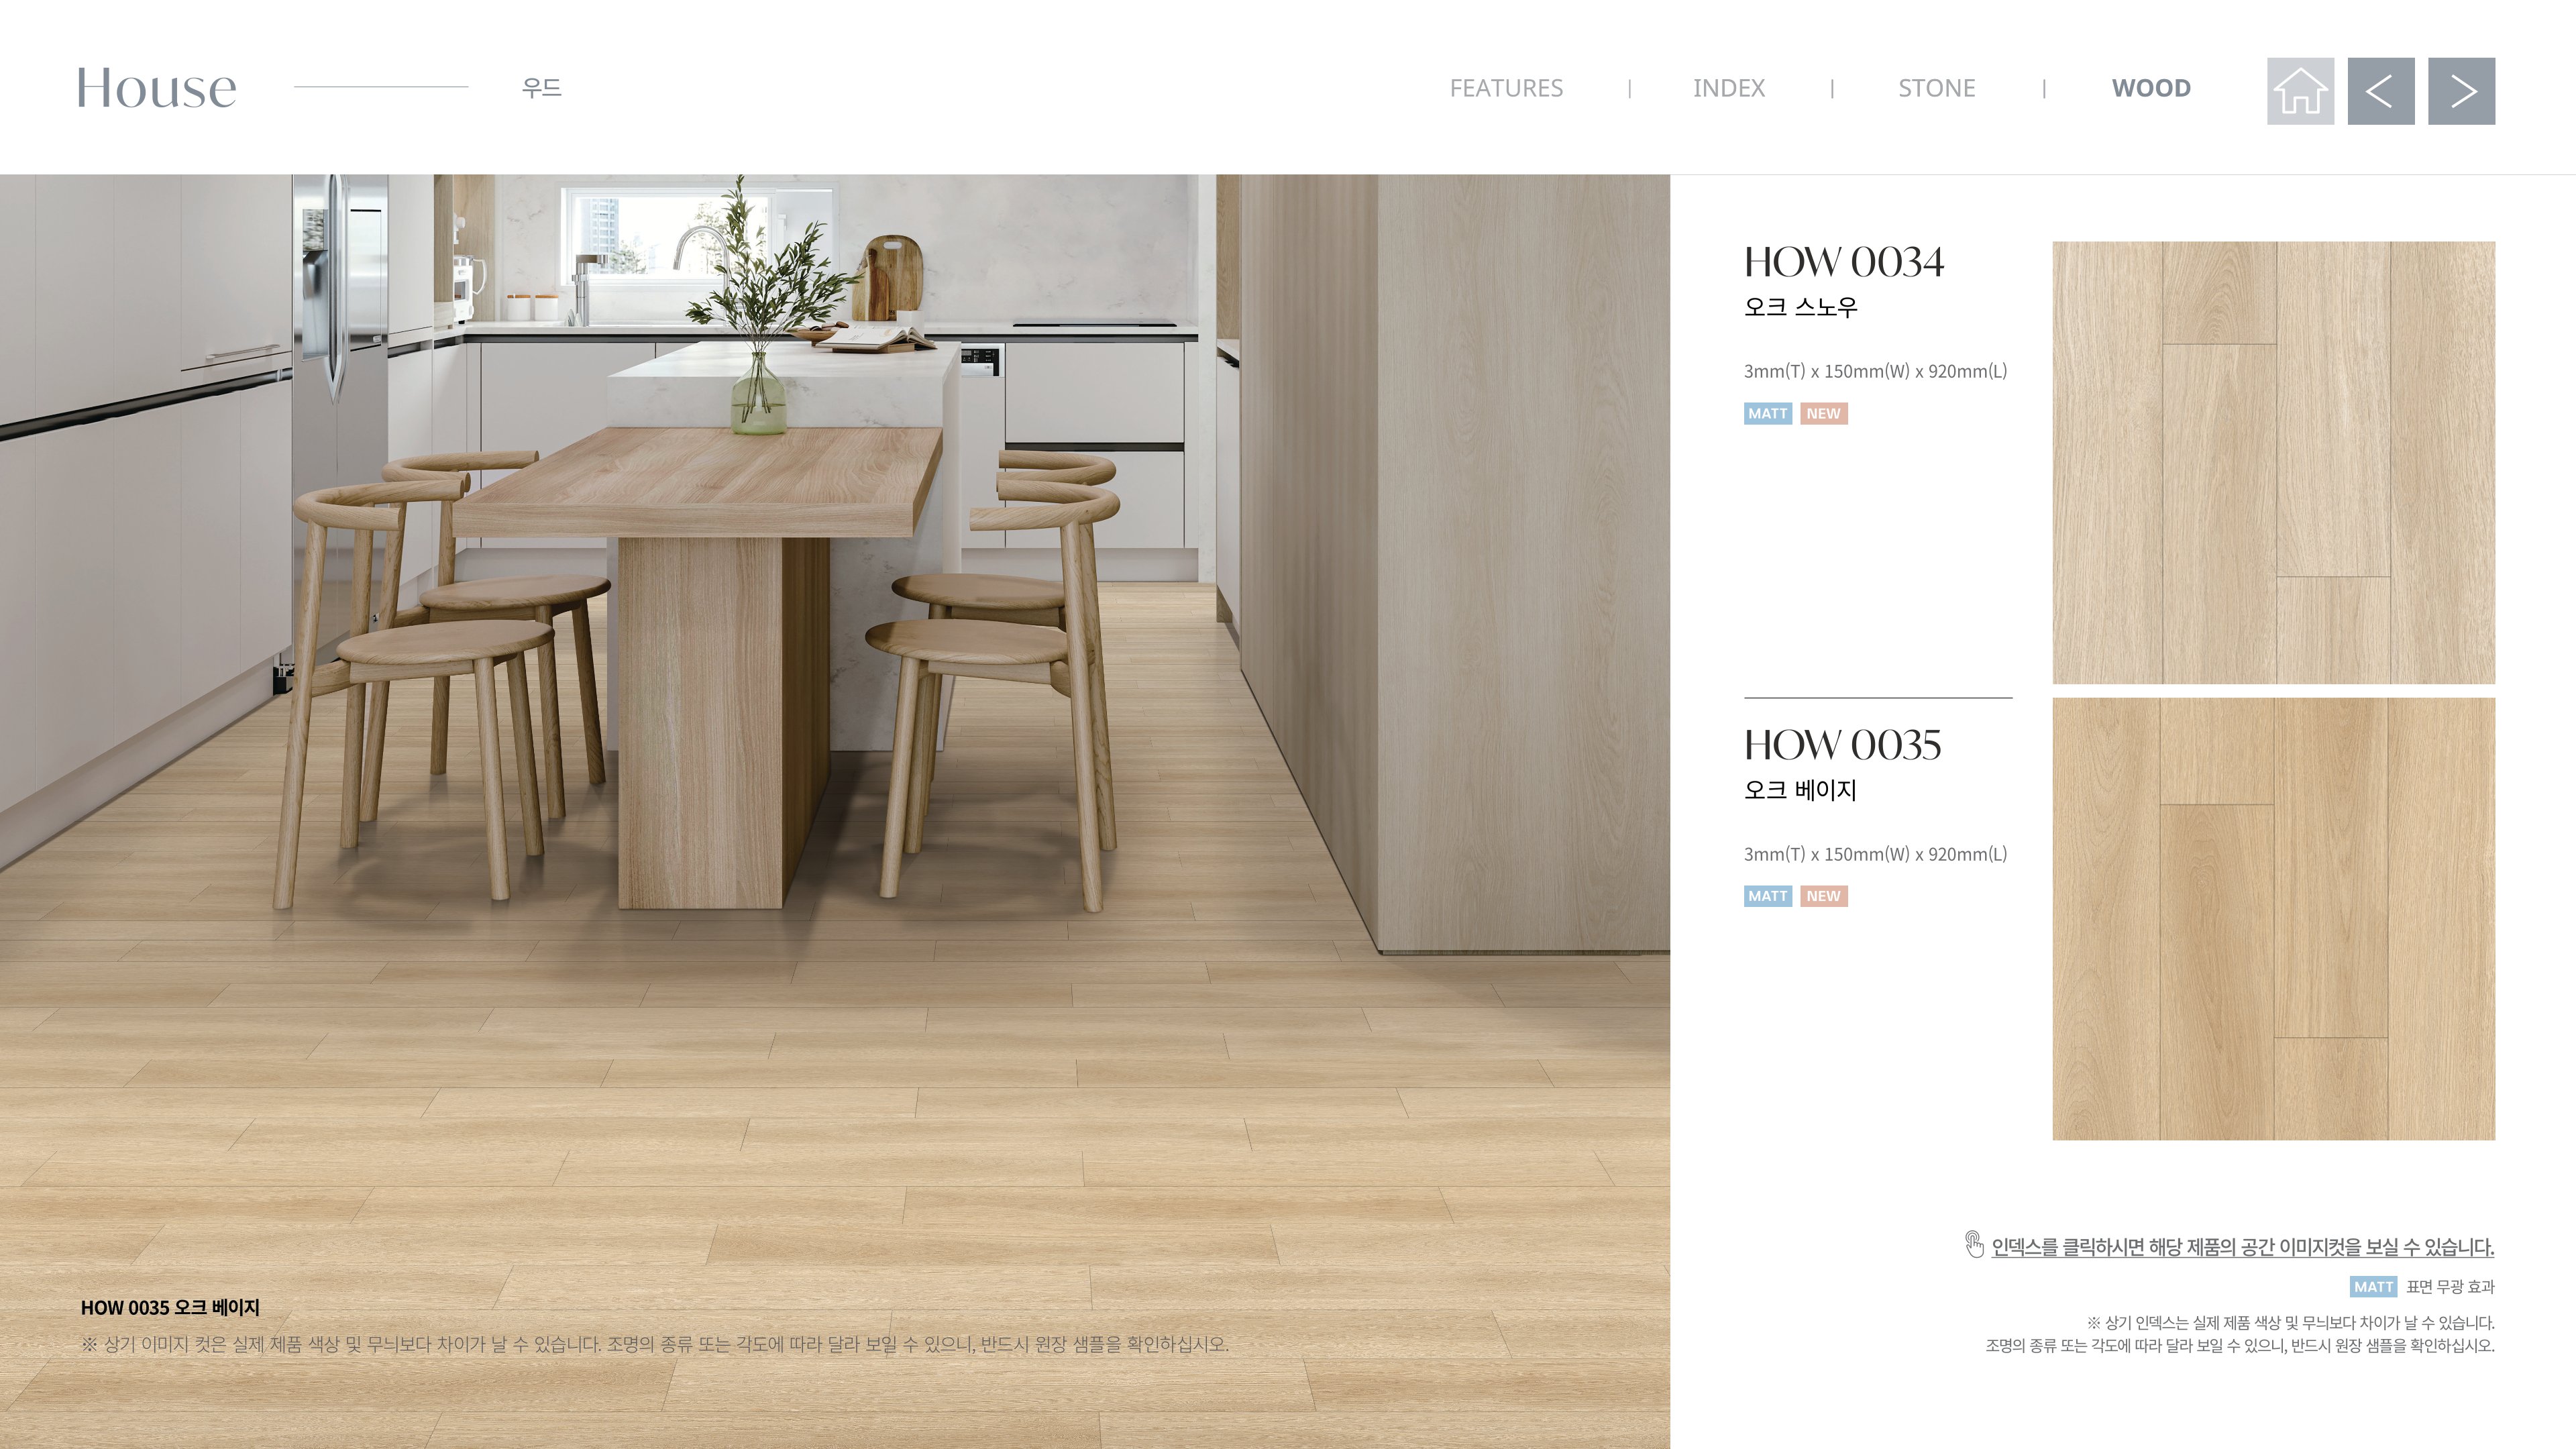 House
우드
FEATURES | INDEX | STONE | WOOD
HOW 0034
오크 스노우
3mm(T) x 150mm(W) x 920mm(L)
MATT NEW
HOW 0035
오크 베이지
3mm(T) x 150mm(W) x 920mm(L)
MATT NEW
HOW 0035 오크 베이지
※ 상기 이미지 컷은 실제 제품 색상 및 무늬보다 차이가 날 수 있습니다. 조명의 종류 또는 각도에 따라 달라 보일 수 있으니, 반드시 원장 샘플을 확인하십시오.
인덱스를 클릭하시면 해당 제품의 공간 이미지컷을 보실 수 있습니다.
MATT 표면 무광 효과
※ 상기 인덱스는 실제 제품 색상 및 무늬보다 차이가 날 수 있습니다.
조명의 종류 또는 각도에 따라 달라 보일 수 있으니, 반드시 원장 샘플을 확인하십시오.